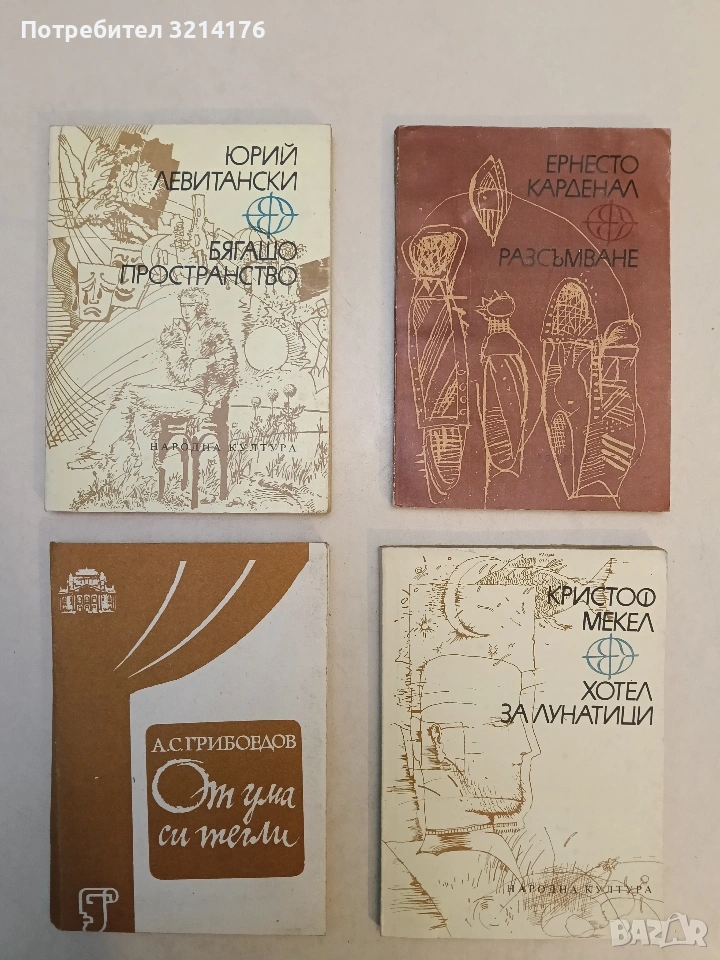 Потребител 3214176
ЮРИЙ
ЛЕВИТАНСКИ
БЯГАЩО
ПРОСТРАНСТВО
НАРОДНА КУЛТУРА
ЕРНЕСТО
КАРДЕНАЛ
РАЗСЪМВАНЕ
А.С.ГРИБОЕДОВ
От ума
си тегли
КРИСТОФ
МЕКЕЛ
ХОТЕЛ
ЗА ЛУНАТИЦИ
НАРОДНА КУЛТУРА
BAZAR